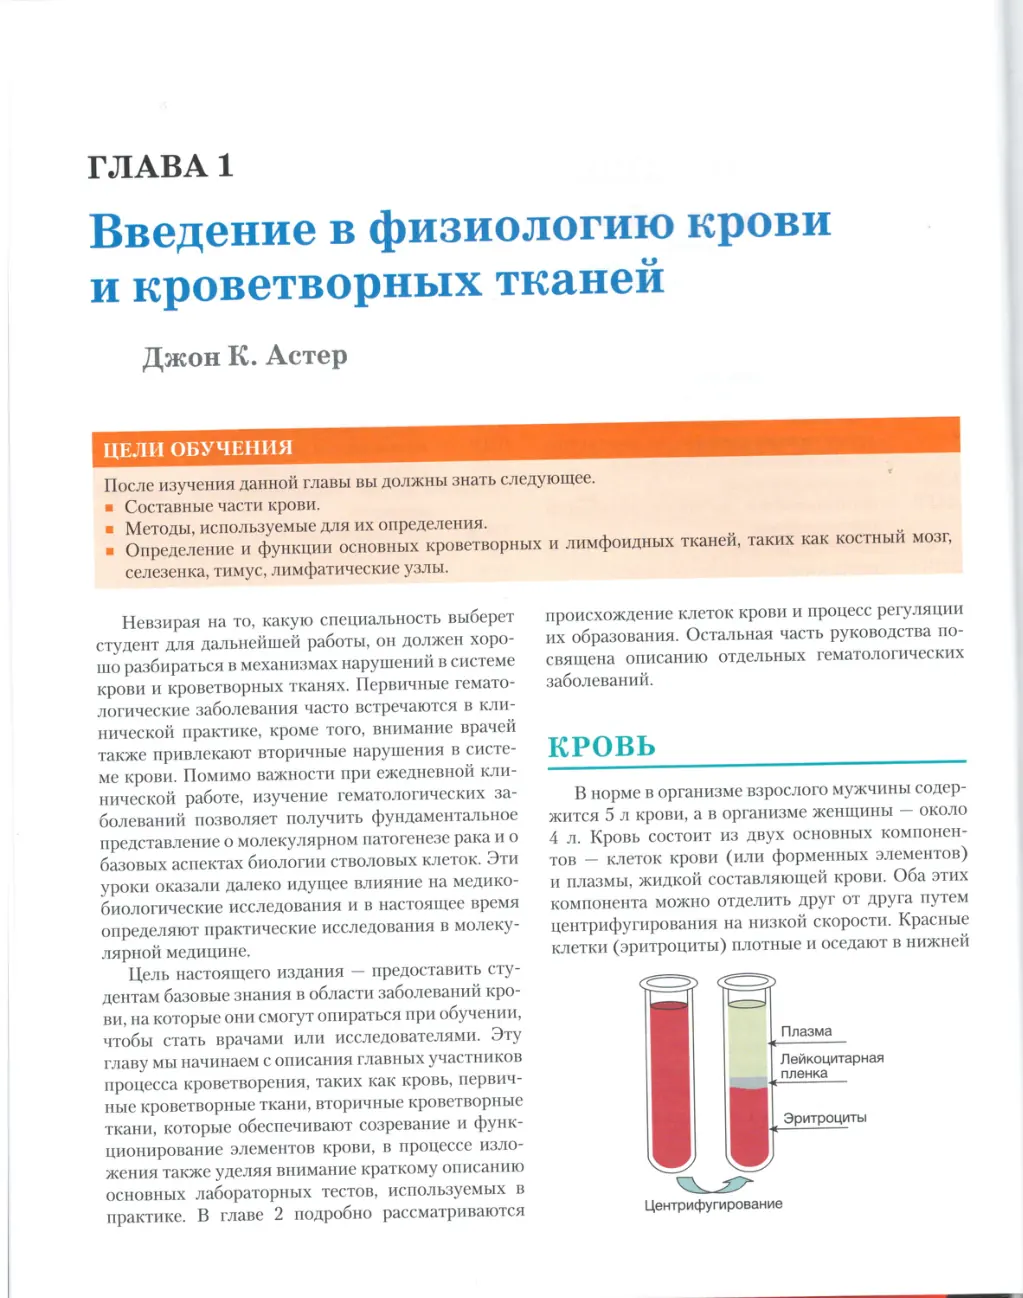 ГЛАВА 1
Введение в физиологию крови
и кроветворных тканей
Джон К. Астер
ЦЕЛИ ОБУЧЕНИЯ
После изучения данной главы вы должны знать следующее.
■ Составные части крови.
■ Методы, используемые для их определения.
■ Определение и функции основных кроветворных и лимфоидных тканей, таких как костный мозг,
селезенка, тимус, лимфатические узлы.
Невзирая на то, какую специальность выберет
студент для дальнейшей работы, он должен хоро-
шо разбираться в механизмах нарушений в системе
крови и кроветворных тканях. Первичные гемато-
логические заболевания часто встречаются в кли-
нической практике, кроме того, внимание врачей
также привлекают вторичные нарушения в систе-
ме крови. Помимо важности при ежедневной кли-
нической работе, изучение гематологических за-
болеваний позволяет получить фундаментальное
представление о молекулярном патогенезе рака и о
базовых аспектах биологии стволовых клеток. Эти
уроки оказали далеко идущее влияние на медико-
биологические исследования и в настоящее время
определяют практические исследования в молеку-
лярной медицине.
Цель настоящего издания — предоставить сту-
дентам базовые знания в области заболеваний кро-
ви, на которые они смогут опираться при обучении,
чтобы стать врачами или исследователями. Эту
главу мы начинаем с описания главных участников
процесса кроветворения, таких как кровь, первич-
ные кроветворные ткани, вторичные кроветворные
ткани, которые обеспечивают созревание и функ-
ционирование элементов крови, в процессе изло-
жения также уделяя внимание краткому описанию
основных лабораторных тестов, используемых в
практике. В главе 2 подробно рассматриваются
происхождение клеток крови и процесс регуляции
их образования. Остальная часть руководства по-
священа описанию отдельных гематологических
заболеваний.
КРОВЬ
В норме в организме взрослого мужчины содер-
жится 5 л крови, а в организме женщины — около
4 л. Кровь состоит из двух основных компонен-
тов — клеток крови (или форменных элементов)
и плазмы, жидкой составляющей крови. Оба этих
компонента можно отделить друг от друга путем
центрифугирования на низкой скорости. Красные
клетки (эритроциты) плотные и оседают в нижней
Плазма
Лейкоцитарная
пленка
Эритроциты
Центрифугирование